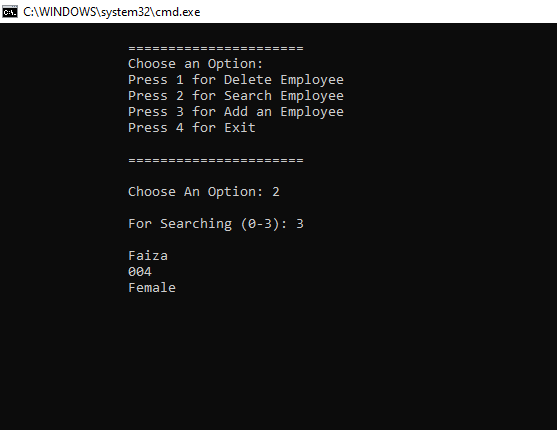 C:\WINDOWS\system32\cmd.exe
======================
Choose an Option:
Press 1 for Delete Employee
Press 2 for Search Employee
Press 3 for Add an Employee
Press 4 for Exit
======================
Choose An Option: 2
For Searching (0-3): 3
Faiza
004
Female